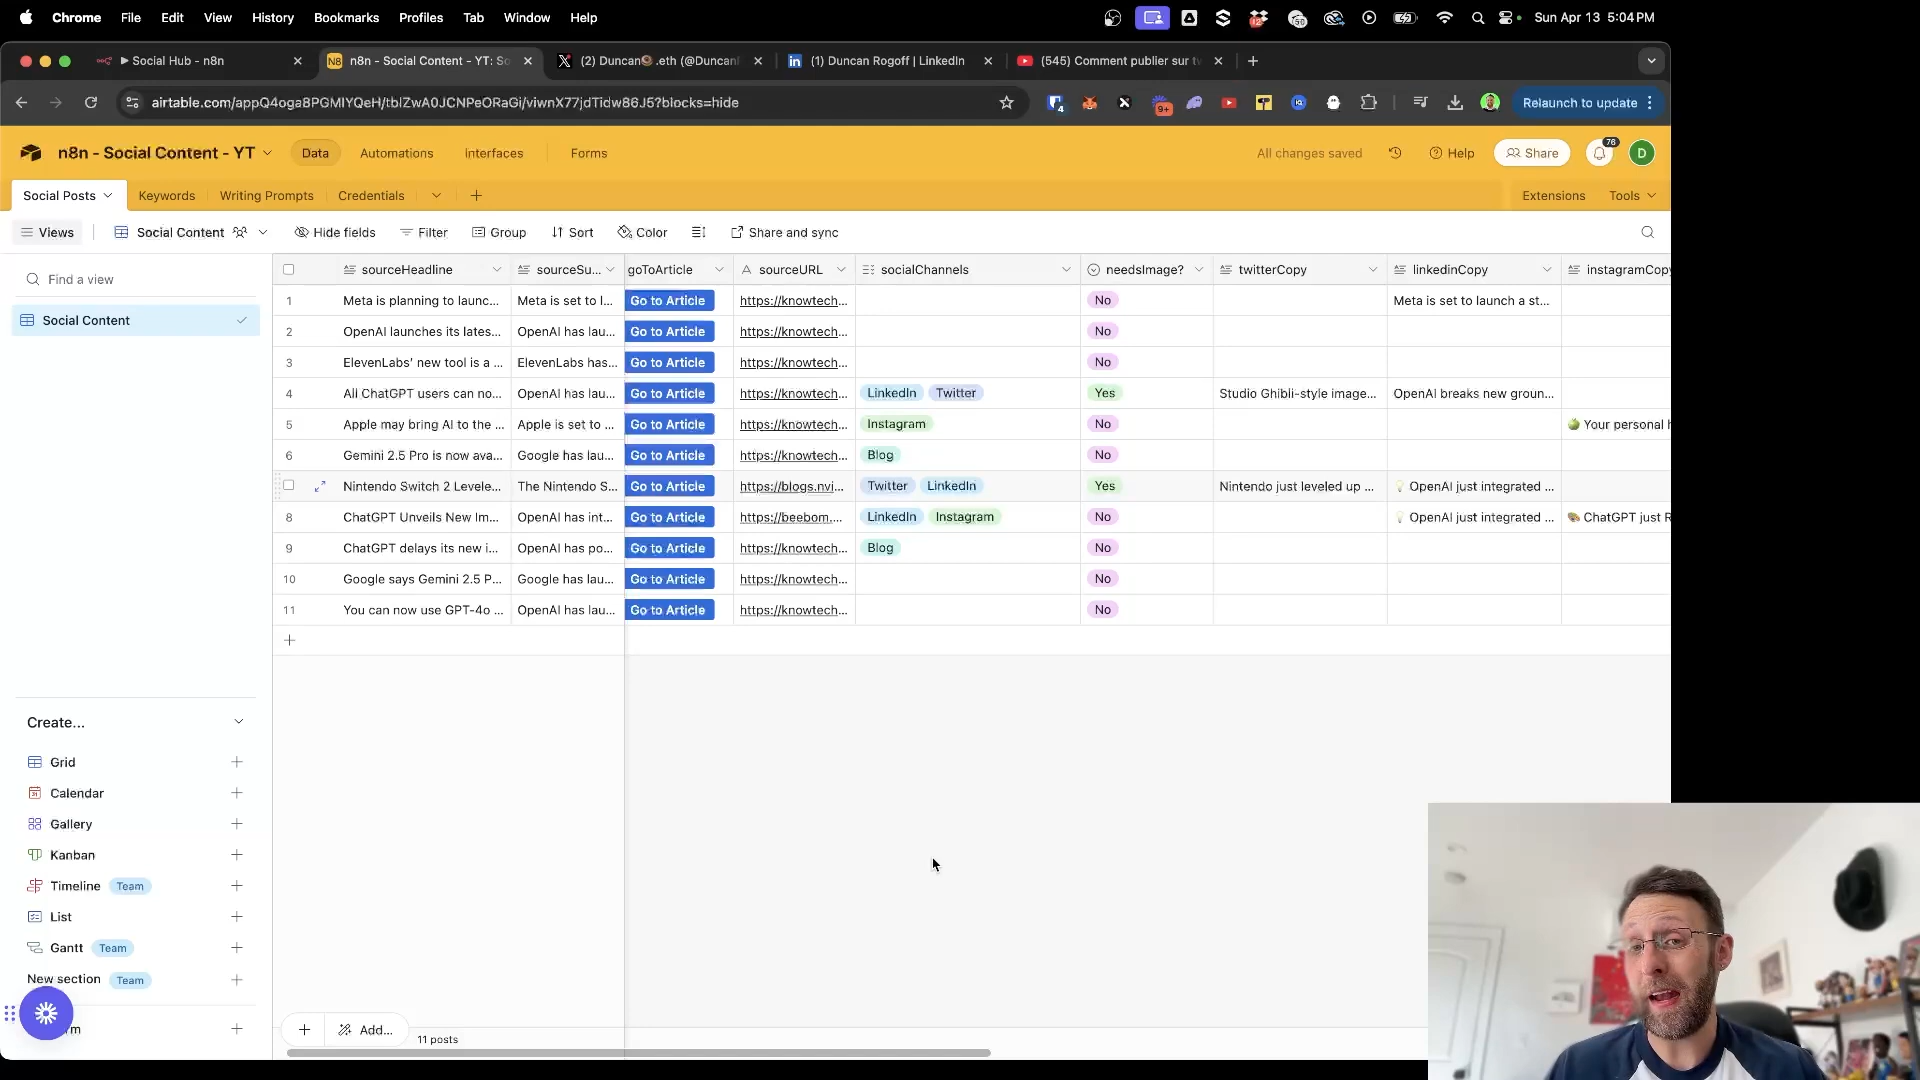 Chrome File Edit View History Bookmarks Profiles Tab Window Help
Sun Apr 13 5:04 PM
Social Hub - n8n
n8n - Social Content - YT: So
(2) Duncan .eth (@Duncan
(1) Duncan Rogoff | LinkedIn
(545) Comment publier sur tw
airtable.com/appQ4oga8PGMIYQeH/tblZwA0JCNPeORaGi/viwnX77jdTidw86J5?blocks=hide
4
9+
Relaunch to update
n8n - Social Content - YT
Data Automations Interfaces Forms
All changes saved
Help
Share
76
D
Social Posts Keywords Writing Prompts Credentials
Extensions Tools
Views
Social Content
Hide fields Filter Group Sort Color
Share and sync
Find a view
Social Content
sourceHeadline sourceSu... goToArticle sourceURL socialChannels needsImage? twitterCopy linkedinCopy instagramCopy
1 Meta is planning to launc... Meta is set to l... Go to Article https://knowtech... No Meta is set to launch a st...
2 OpenAI launches its lates... OpenAI has lau... Go to Article https://knowtech... No
3 ElevenLabs' new tool is a ... ElevenLabs has... Go to Article https://knowtech... No
4 All ChatGPT users can no... OpenAI has lau... Go to Article https://knowtech... LinkedIn Twitter Yes Studio Ghibli-style image... OpenAI breaks new groun...
5 Apple may bring AI to the ... Apple is set to ... Go to Article https://knowtech... Instagram No 🍏 Your personal h
6 Gemini 2.5 Pro is now ava... Google has lau... Go to Article https://knowtech... Blog No
Nintendo Switch 2 Levele... The Nintendo S... Go to Article https://blogs.nvi... Twitter LinkedIn Yes Nintendo just leveled up ... 💡 OpenAI just integrated ...
8 ChatGPT Unveils New Im... OpenAI has int... Go to Article https://beebom.... LinkedIn Instagram No 💡 OpenAI just integrated ... 🎨 ChatGPT just R
9 ChatGPT delays its new i... OpenAI has po... Go to Article https://knowtech... Blog No
10 Google says Gemini 2.5 P... Google has lau... Go to Article https://knowtech... No
11 You can now use GPT-4o ... OpenAI has lau... Go to Article https://knowtech... No
Create...
Grid
Calendar
Gallery
Kanban
Timeline Team
List
Gantt Team
New section Team
rm
Add...
11 posts